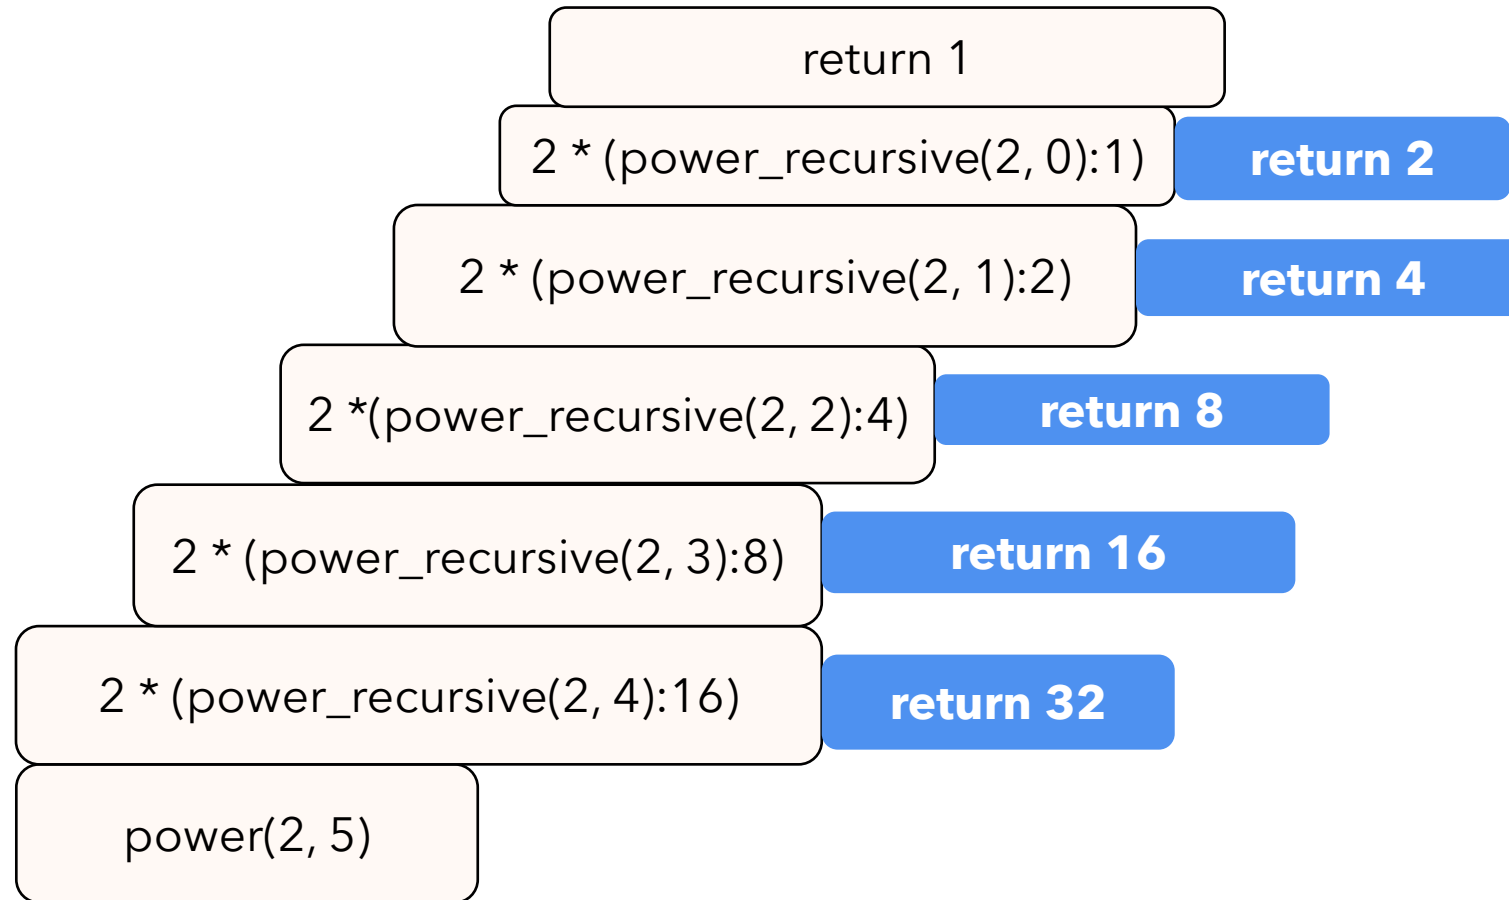 return 1
2 * (power_recursive(2, 0):1)
return 2
2 * (power_recursive(2, 1):2)
return 4
2 *(power_recursive(2, 2):4)
return 8
2 * (power_recursive(2, 3):8)
return 16
2 * (power_recursive(2, 4):16)
return 32
power(2, 5)